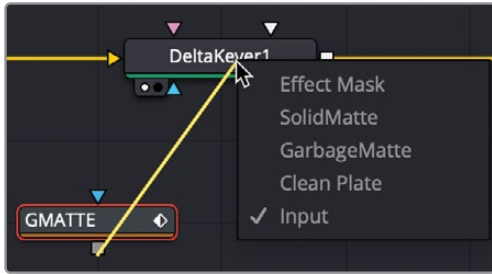 DeltaKeyer1
Effect Mask
SolidMatte
GarbageMatte
Clean Plate
✓ Input
GMATTE